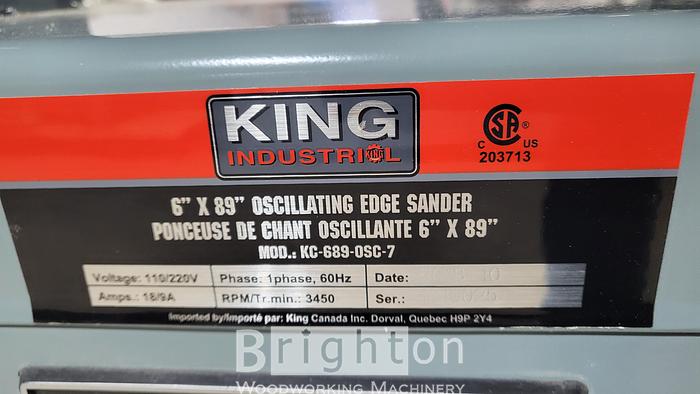 KING
INDUSTRIAL
KING
CSA®
C US
203713
6” X 89” OSCILLATING EDGE SANDER
PONCEUSE DE CHANT OSCILLANTE 6” X 89”
MOD.: KC-689-OSC-7
Voltage: 110/220V Phase: 1phase, 60Hz Date:
Amps.: 18/9A RPM/Tr.min.: 3450 Ser.:
Imported by/Importé par: King Canada Inc. Dorval, Quebec H9P 2Y4
Brighton
WOODWORKING MACHINERY